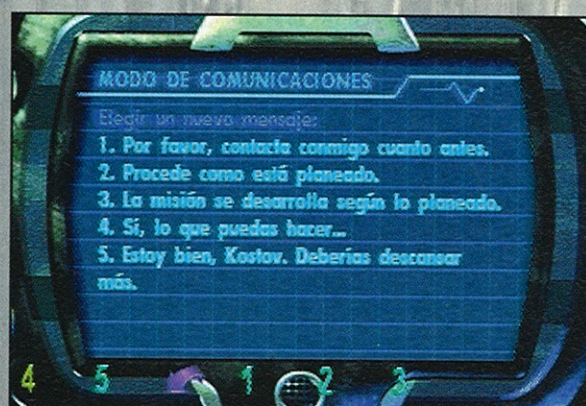 MODO DE COMUNICACIONES
Elegir un nuevo mensaje:
1. Por favor, contacta conmigo cuanto antes.
2. Procede como está planeado.
3. La misión se desarrolla según lo planeado.
4. Sí, lo que puedas hacer...
5. Estoy bien, Kostov. Deberías descansar
más.
4 5 1 2 3